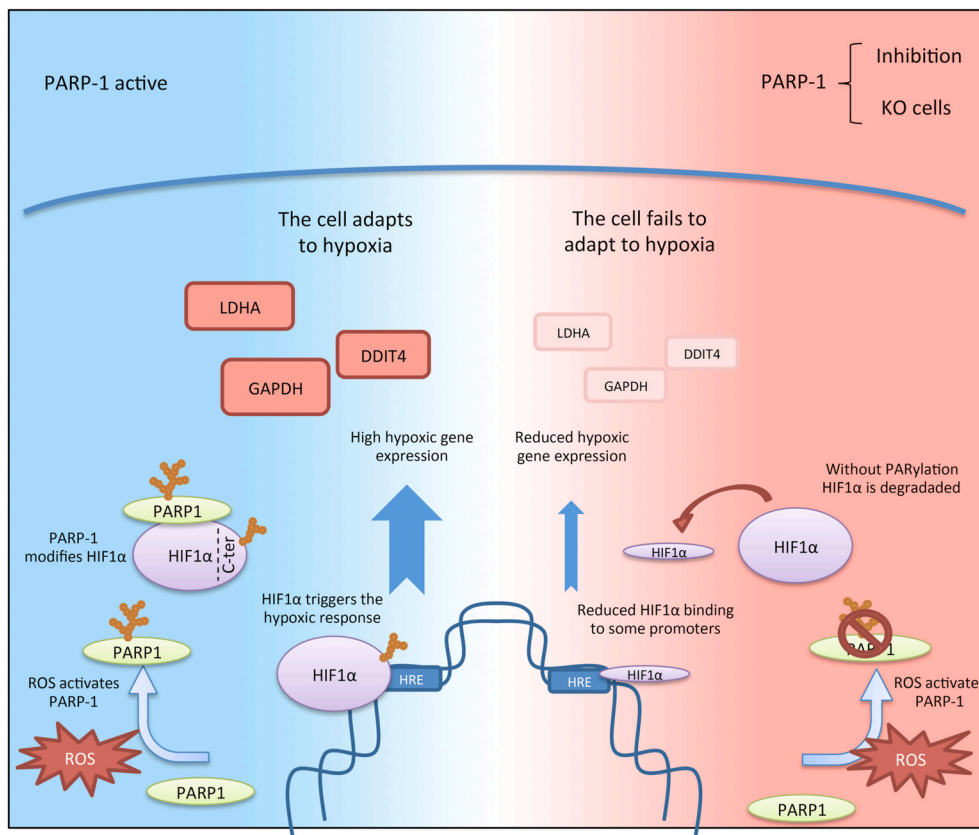 PARP-1 active
PARP-1
Inhibition
KO cells
The cell adapts
to hypoxia
The cell fails to
adapt to hypoxia
LDHA
DDIT4
GAPDH
LDHA
DDIT4
GAPDH
High hypoxic gene
expression
Reduced hypoxic
gene expression
Without PARylation
HIF1α is degradaded
PARP1
PARP-1
modifies HIF1α
HIF1α
C-ter
HIF1α
HIF1α
HIF1α triggers the
hypoxic response
Reduced HIF1α binding
to some promoters
PARP1
PARP1
HIF1α
HRE
HRE
HIF1α
ROS activates
PARP-1
ROS activate
PARP-1
ROS
ROS
PARP1
PARP1